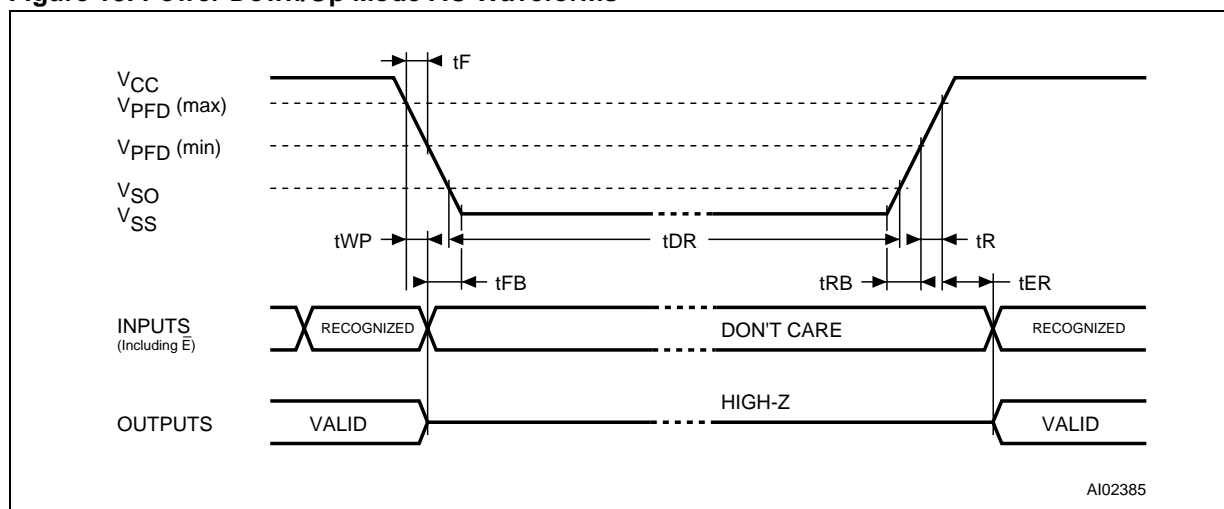 tF
VCC
VPFD (max)
VPFD (min)
VSO
VSS
tWP
tDR
tR
tFB
tRB
tER
INPUTS
(Including E̅)
RECOGNIZED
DON'T CARE
RECOGNIZED
HIGH-Z
OUTPUTS
VALID
VALID
AI02385